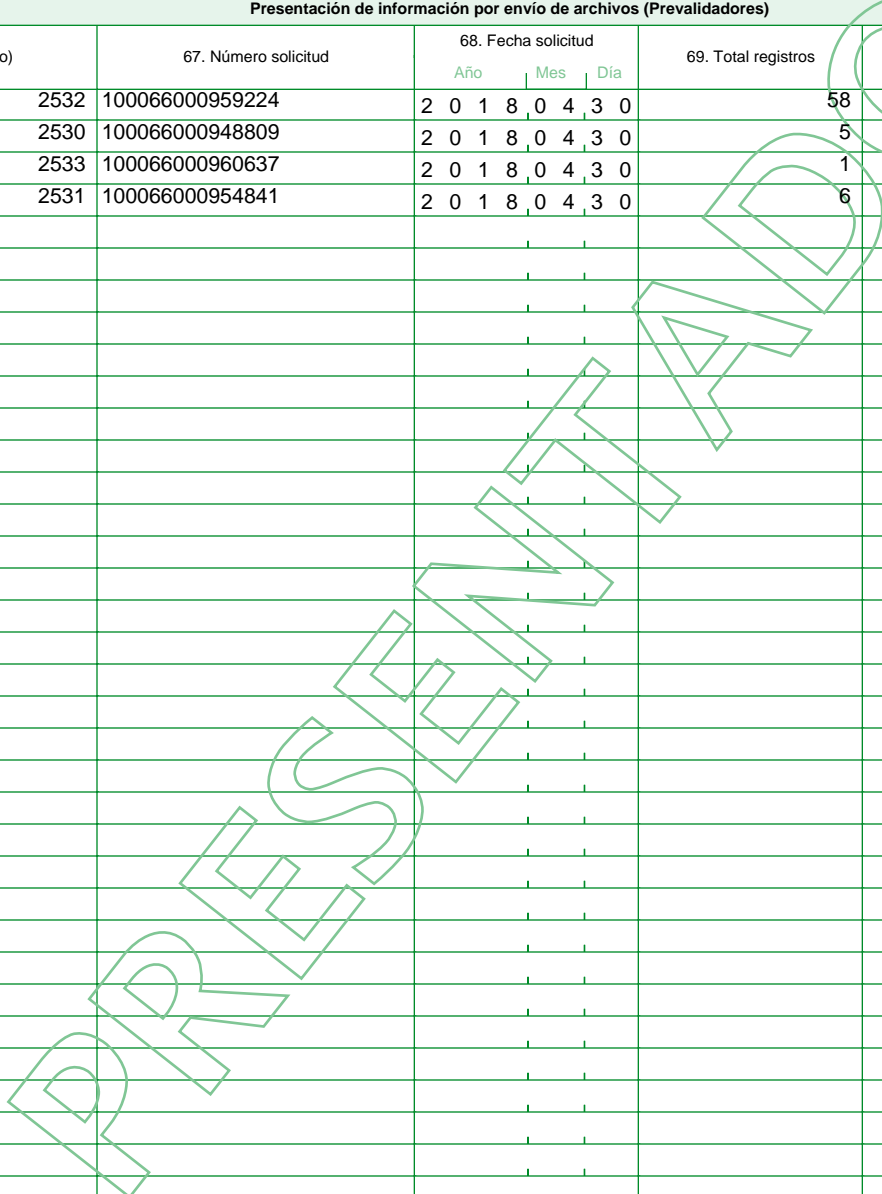 Presentación de información por envío de archivos (Prevalidadores)
o) 67. Número solicitud 68. Fecha solicitud 69. Total registros
Año Mes Día
2532 100066000959224 2 0 1 8 0 4 3 0 58
2530 100066000948809 2 0 1 8 0 4 3 0 5
2533 100066000960637 2 0 1 8 0 4 3 0 1
2531 100066000954841 2 0 1 8 0 4 3 0 6
PRESENTADO